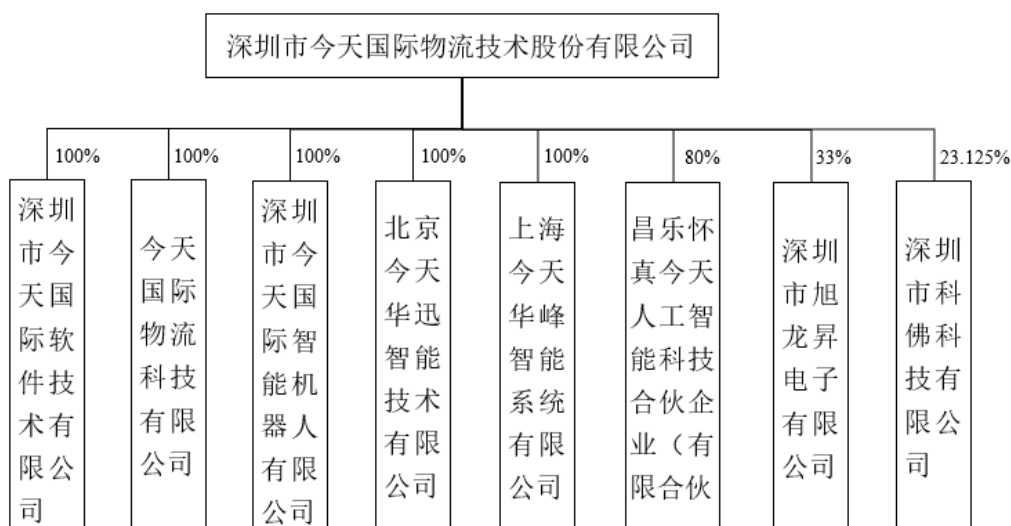 深圳市今天国际物流技术股份有限公司
100%
100%
100%
100%
100%
80%
33%
23.125%
深圳
市今
天国
际软
件技
术有
限公
司
今天
国际
物流
科技
有限
公司
深圳
市今
天国
际智
能机
器人
有限
公司
北京
今天
华迅
智能
技术
有限
公司
上海
今天
华峰
智能
系统
有限
公司
昌乐怀
真今天
人工智
能科技
合伙企
业（有
限合伙
深圳
市旭
龙昇
电子
有限
公司
深圳
市科
佛科
技有
限公
司